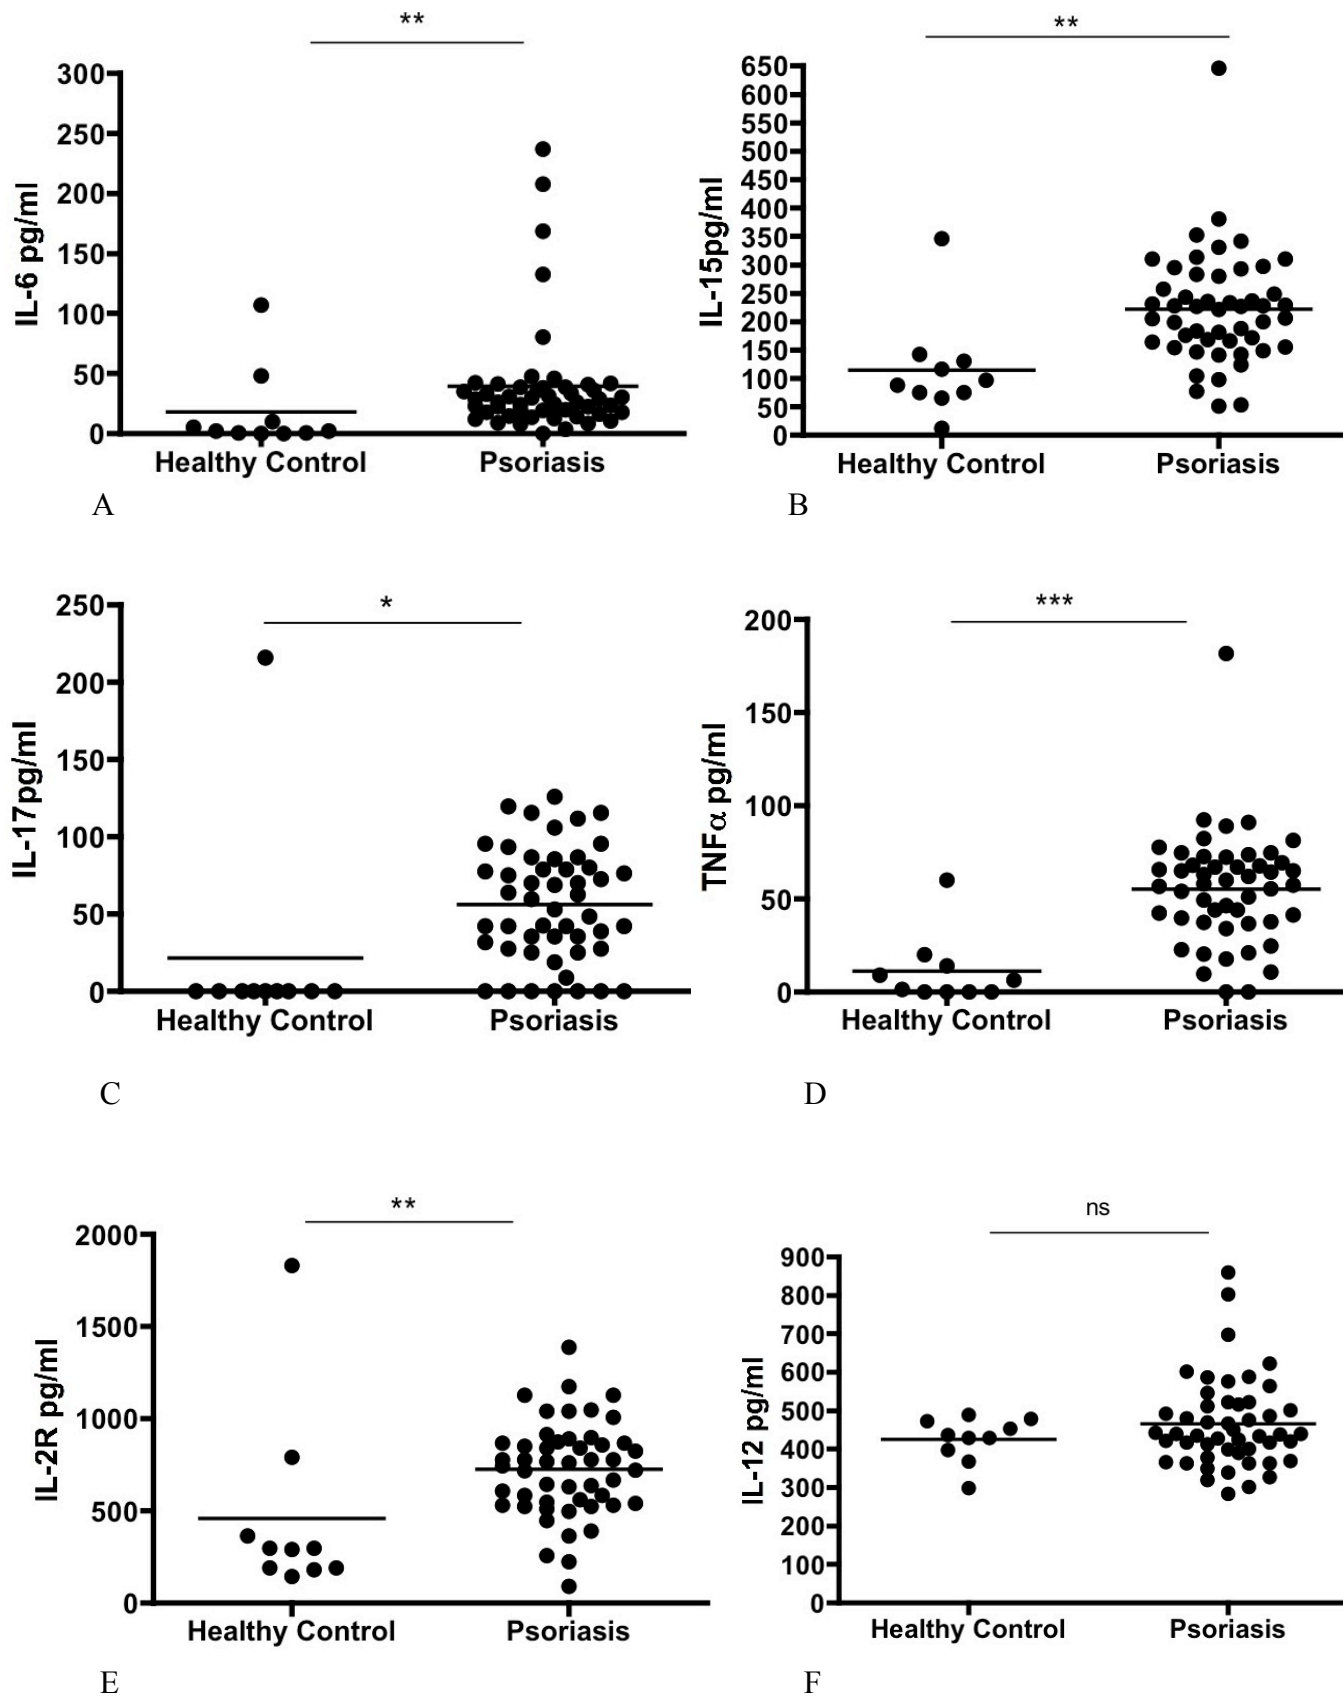 **
300
250
200
150
100
50
0
IL-6 pg/ml
Healthy Control
Psoriasis
A
**
650
600
550
500
450
400
350
300
250
200
150
100
50
0
IL-15pg/ml
Healthy Control
Psoriasis
B
*
250
200
150
100
50
0
IL-17pg/ml
Healthy Control
Psoriasis
C
***
200
150
100
50
0
TNFα pg/ml
Healthy Control
Psoriasis
D
**
2000
1500
1000
500
0
IL-2R pg/ml
Healthy Control
Psoriasis
E
ns
900
800
700
600
500
400
300
200
100
0
IL-12 pg/ml
Healthy Control
Psoriasis
F